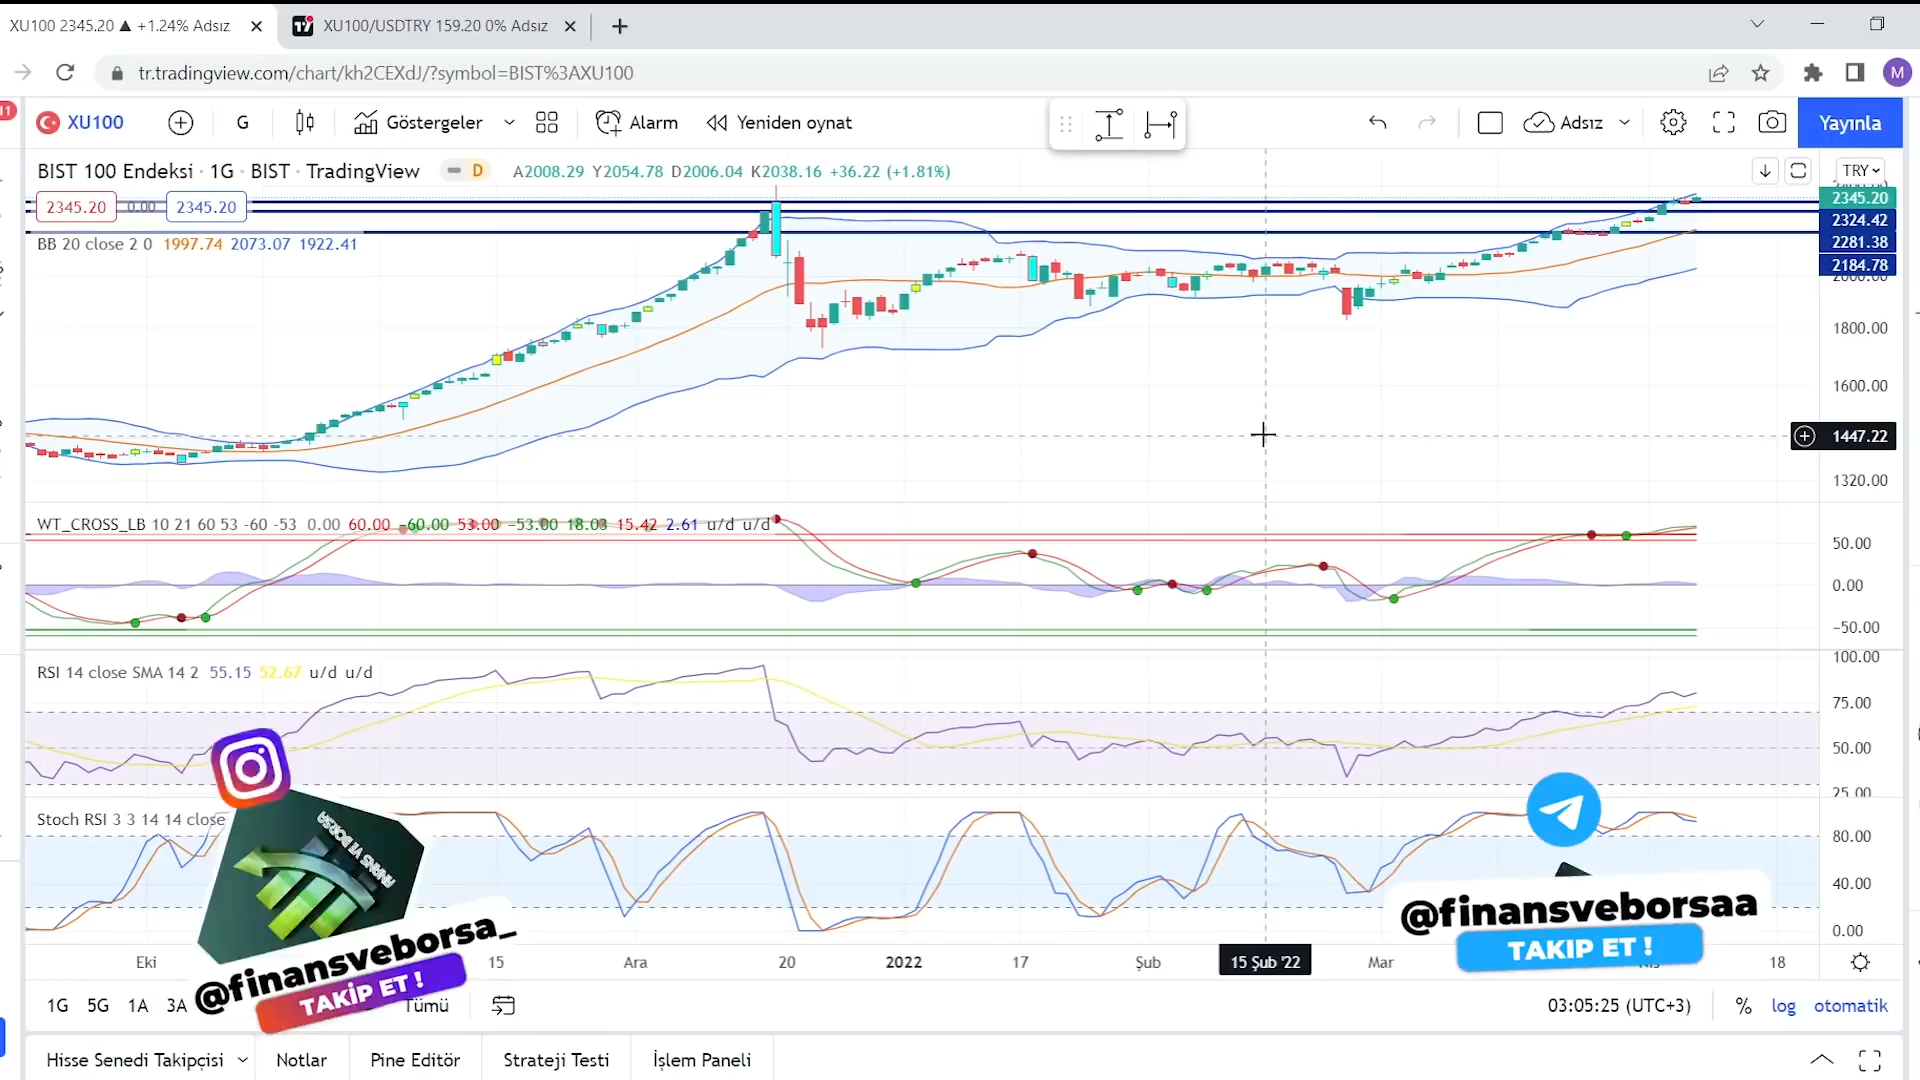 XU100 2345.20 ▲ +1.24% Adsız
XU100/USDTRY 159.20 0% Adsız
tr.tradingview.com/chart/kh2CEXdJ/?symbol=BIST%3AXU100
M
11
XU100
G
Göstergeler
Alarm
Yeniden oynat
Adsız
Yayınla
BIST 100 Endeksi · 1G · BIST · TradingView
D
A2008.29 Y2054.78 D2006.04 K2038.16 +36.22 (+1.81%)
TRY
2345.20 0.00 2345.20
BB 20 close 2 0 1997.74 2073.07 1922.41
2345.20
2324.42
2281.38
2184.78
2000.00
1800.00
1600.00
1447.22
1320.00
WT_CROSS_LB 10 21 60 53 -60 -53 0.00 60.00 −60.00 53.00 −53.00 18.03 15.42 2.61 u/d u/d
50.00
0.00
−50.00
RSI 14 close SMA 14 2 55.15 52.67 u/d u/d
100.00
75.00
50.00
25.00
Stoch RSI 3 3 14 14 close
80.00
40.00
0.00
FINANS VE BORSA
@finansveborsa_
TAKİP ET !
@finansveborsaa
TAKIP ET !
Eki 15 Ara 20 2022 17 Şub 15 Şub '22 Mar Nis 18
1G 5G 1A 3A Tümü
03:05:25 (UTC+3) % log otomatik
Hisse Senedi Takipçisi Notlar Pine Editör Strateji Testi İşlem Paneli